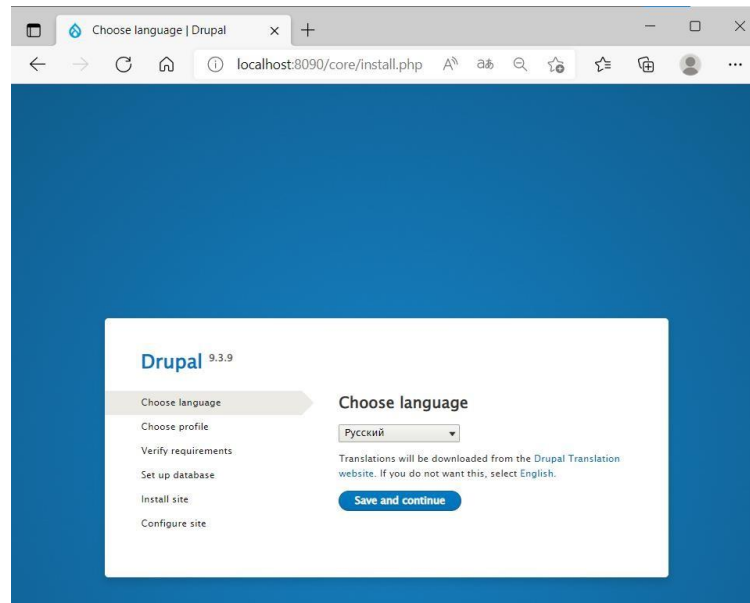 Choose language | Drupal
localhost:8090/core/install.php
Drupal 9.3.9
Choose language
Choose profile
Verify requirements
Set up database
Install site
Configure site
Choose language
Русский
Translations will be downloaded from the Drupal Translation
website. If you do not want this, select English.
Save and continue